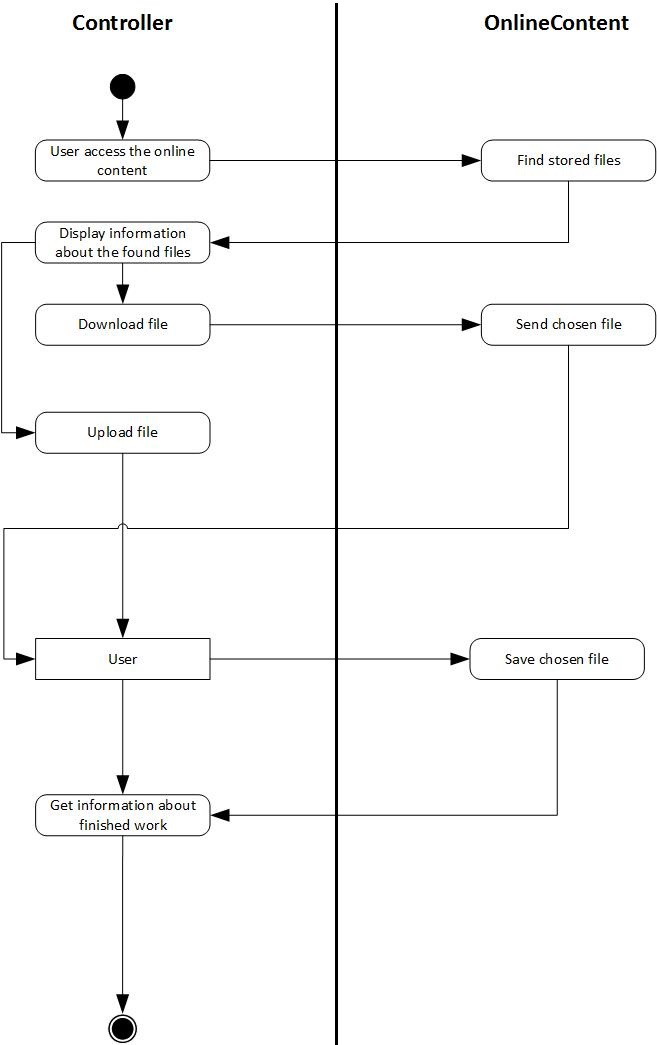 Controller
OnlineContent
User access the online
content
Find stored files
Display information
about the found files
Download file
Send chosen file
Upload file
User
Save chosen file
Get information about
finished work